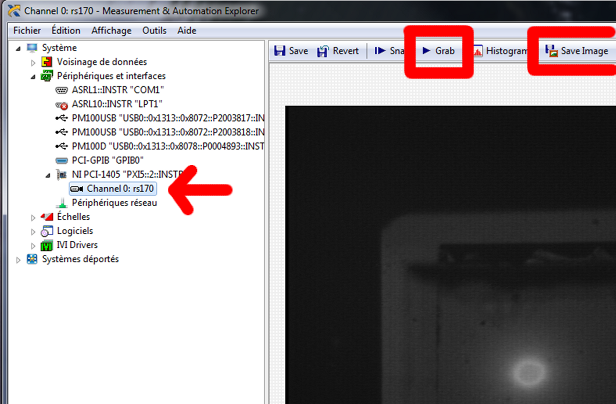 Channel 0: rs170 - Measurement & Automation Explorer
Fichier Édition Affichage Outils Aide
Save Revert Snap Grab Histogram Save Image
Système
Voisinage de données
Périphériques et interfaces
ASRL1::INSTR "COM1"
ASRL10::INSTR "LPT1"
PM100USB "USB0::0x1313::0x8072::P2003817::IN
PM100USB "USB0::0x1313::0x8072::P2003818::IN
PM100D "USB0::0x1313::0x8078::P0004893::INST
PCI-GPIB "GPIB0"
NI PCI-1405 "PXI5::2::INSTR
Channel 0: rs170
Périphériques réseau
Échelles
Logiciels
IVI Drivers
Systèmes déportés